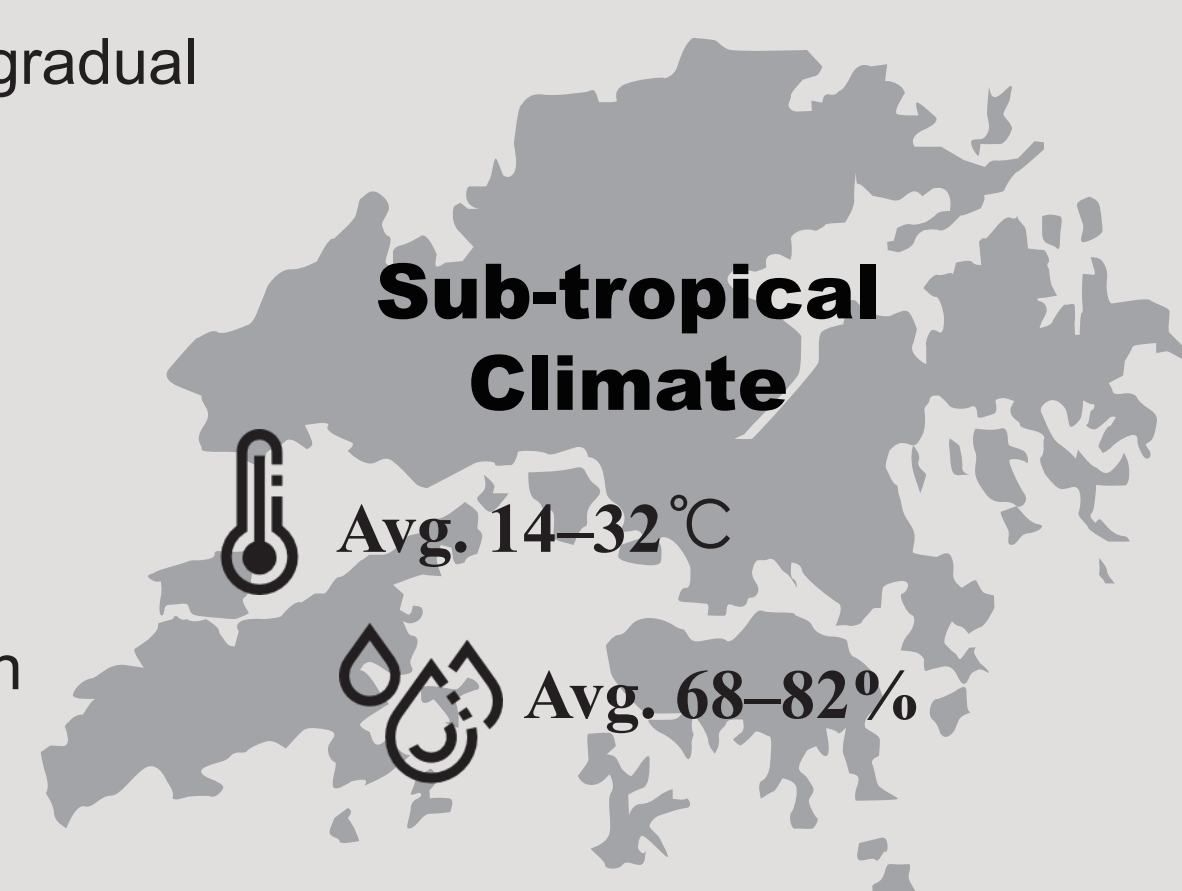 gradual
Sub-tropical
Climate
Avg. 14–32℃
n
Avg. 68–82%